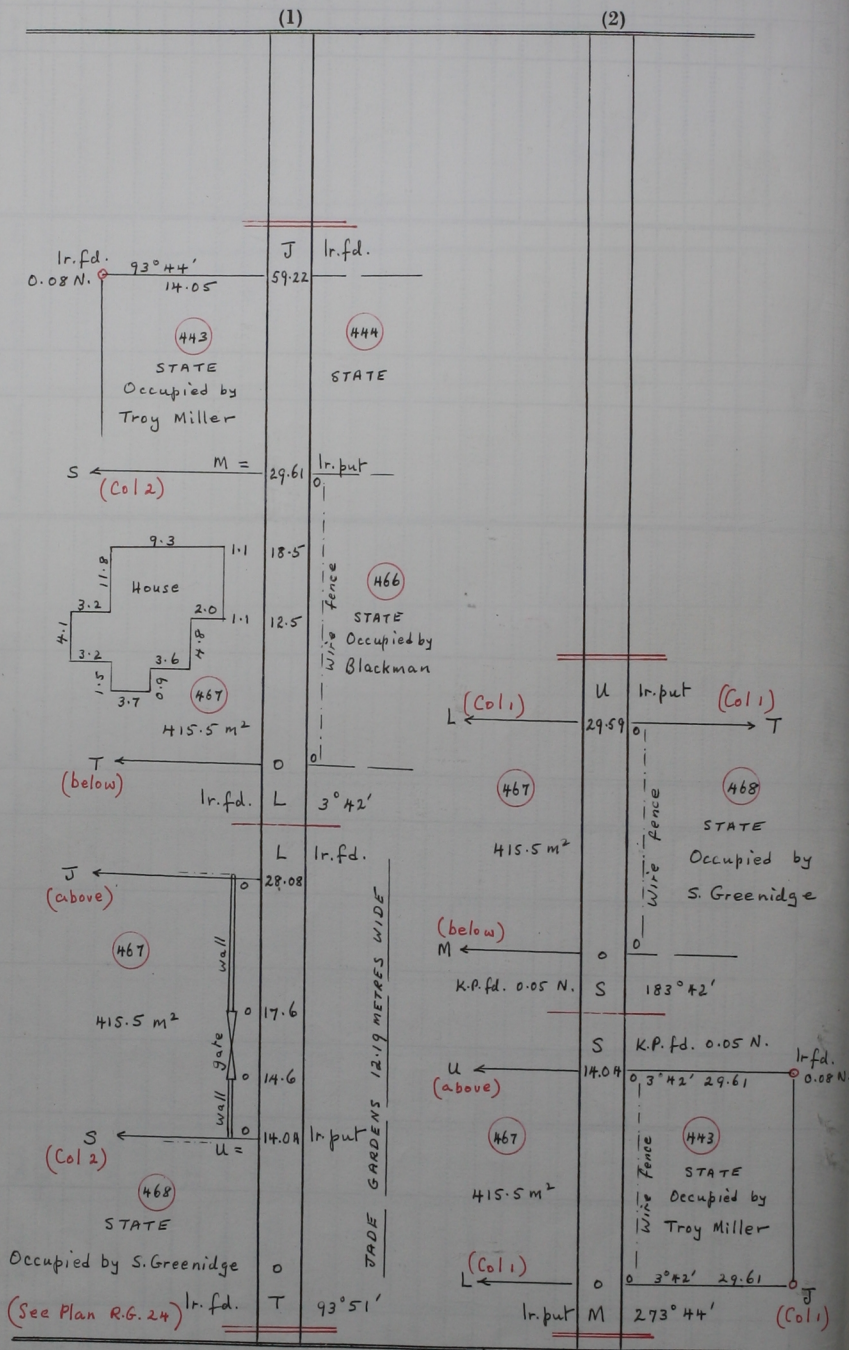 (1)
J Ir.fd.
Ir.fd.
0.08 N.
93°44'
14.05
59.22
443
STATE
Occupied by
Troy Miller
444
STATE
S
(Col 2)
M =
29.61
Ir.put
0
9.3
11.8
1.1
18.5
House
3.2
2.0
1.1
12.5
4.1
4.8
3.2
3.6
1.5
0.9
3.7
467
415.5 m²
Wire fence
466
STATE
Occupied by
Blackman
T
(below)
0
0
Ir.fd. L 3°42'
L Ir.fd.
J
(above)
0
28.08
467
415.5 m²
wall
0
17.6
gate
0
14.6
wall
S
(Col 2)
0
U =
14.04
Ir.put
JADE GARDENS 12.19 METRES WIDE
468
STATE
Occupied by S. Greenidge
0
(See Plan R.G.24)
Ir.fd. T 93°51'
(2)
U Ir.put
(Col 1)
L
29.59
0
(Col 1)
T
467
415.5 m²
Wire fence
468
STATE
Occupied by
S. Greenidge
(below)
M
0
0
K.P.fd. 0.05 N. S 183°42'
S K.P. fd. 0.05 N.
U
(above)
14.04
0
3°42' 29.61
Ir.fd.
0.08 N
467
415.5 m²
Wire fence
443
STATE
Occupied by
Troy Miller
(Col 1)
L
0
0
3°42' 29.61
J
(Col 1)
Ir.put M 273°44'